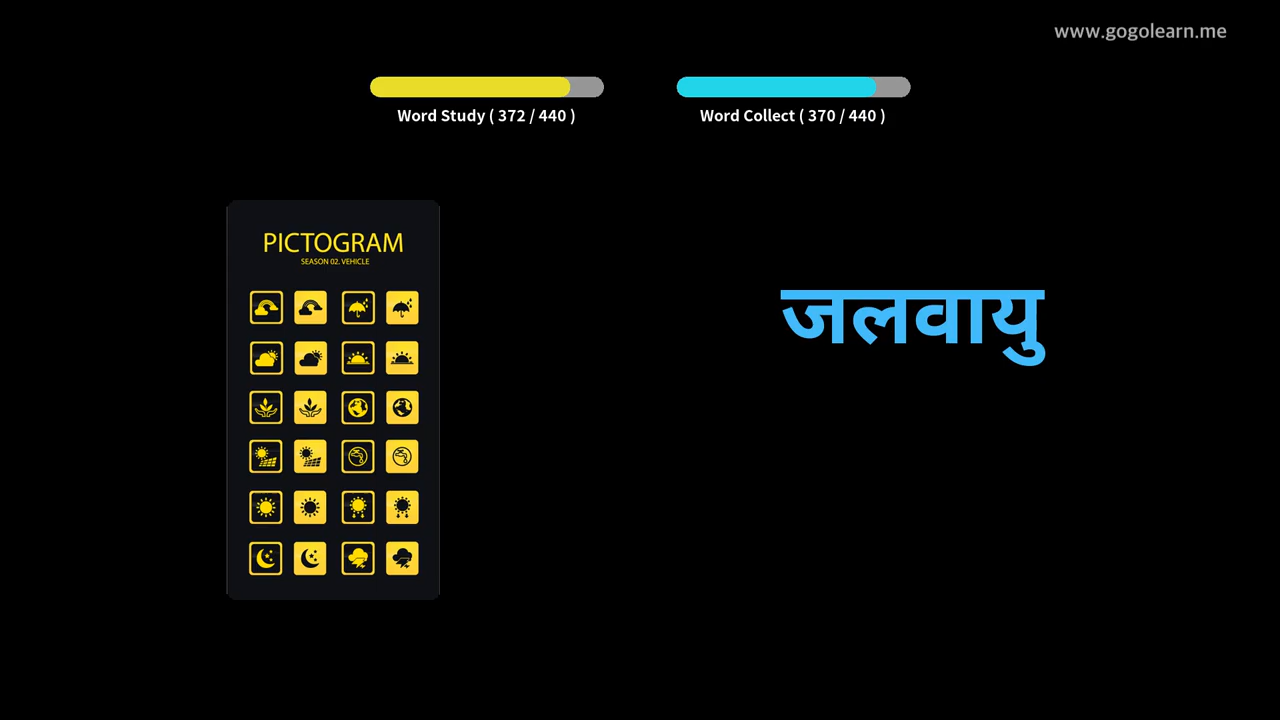 www.gogolearn.me
Word Study ( 372 / 440 )
Word Collect ( 370 / 440 )
PICTOGRAM
SEASON 02. VEHICLE
जलवायु